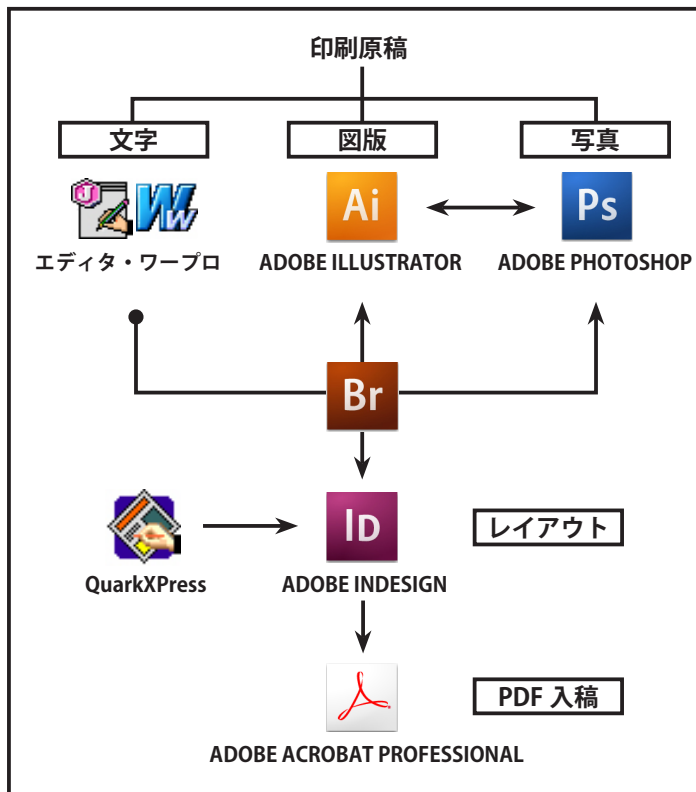 印刷原稿
文字
図版
写真
J
W
Ai
Ps
エディタ・ワープロ
ADOBE ILLUSTRATOR
ADOBE PHOTOSHOP
Br
ID
レイアウト
QuarkXPress
ADOBE INDESIGN
PDF 入稿
ADOBE ACROBAT PROFESSIONAL